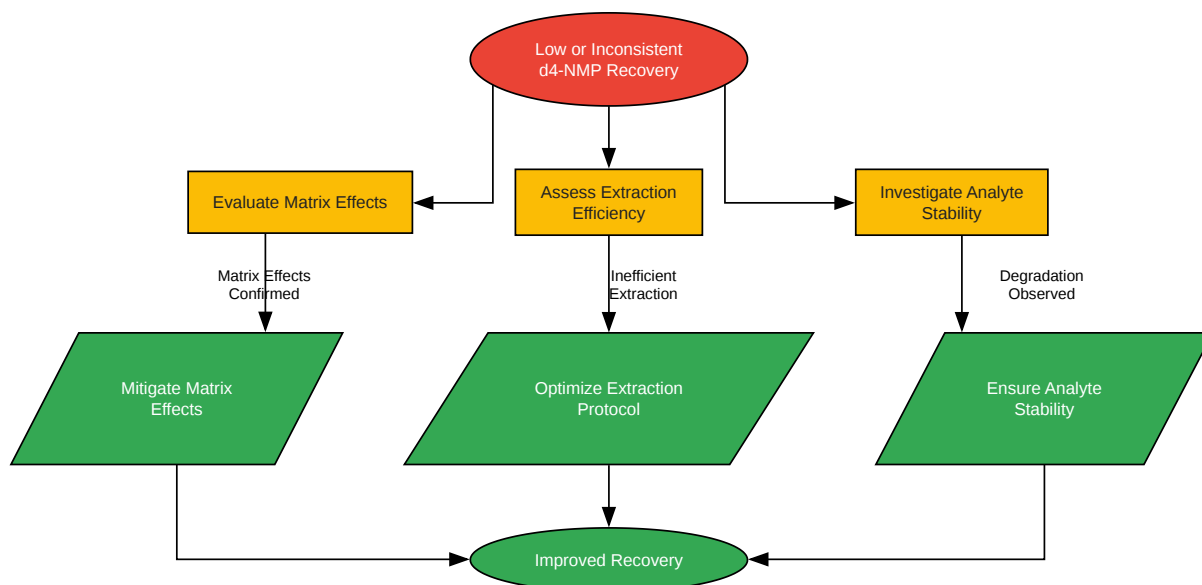 Low or Inconsistent
d4-NMP Recovery
Evaluate Matrix Effects
Assess Extraction
Efficiency
Investigate Analyte
Stability
Matrix Effects
Confirmed
Inefficient
Extraction
Degradation
Observed
Mitigate Matrix
Effects
Optimize Extraction
Protocol
Ensure Analyte
Stability
Improved Recovery